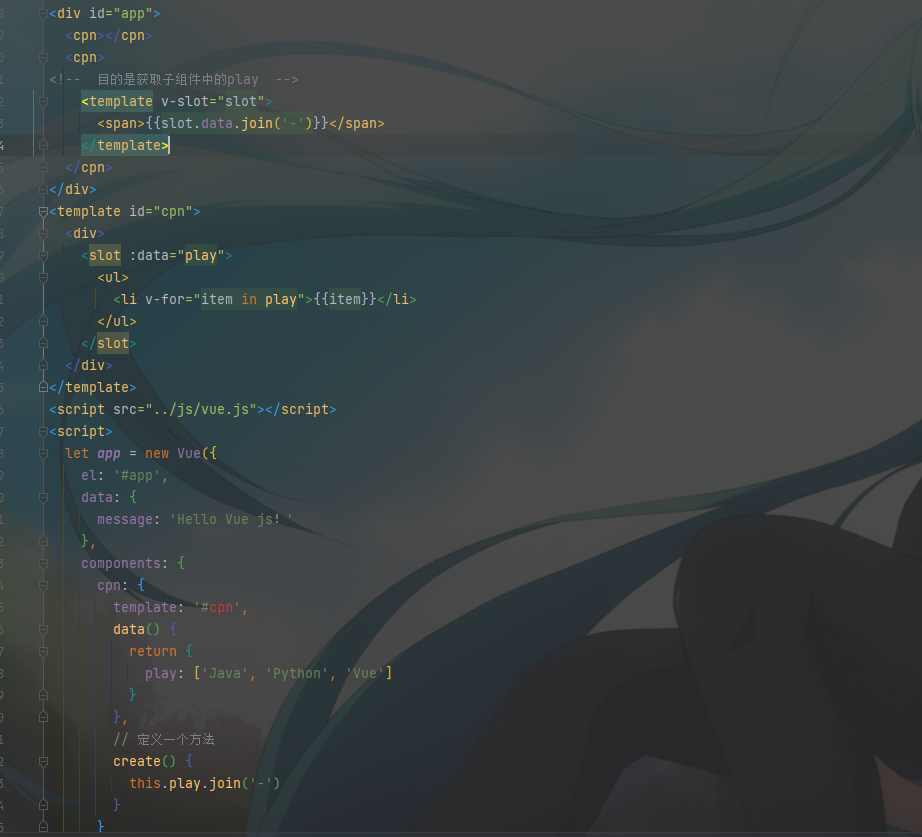 <div id="app">
<cpn></cpn>
<cpn>
<!--  目的是获取子组件中的play  -->
<template v-slot="slot">
<span>{{slot.data.join('-')}}</span>
</template>
</cpn>
</div>
<template id="cpn">
<div>
<slot :data="play">
<ul>
<li v-for="item in play">{{item}}</li>
</ul>
</slot>
</div>
</template>
<script src="../js/vue.js"></script>
<script>
let app = new Vue({
el: '#app',
data: {
message: 'Hello Vue js！'
},
components: {
cpn: {
template: '#cpn',
data() {
return {
play: ['Java', 'Python', 'Vue']
}
},
// 定义一个方法
create() {
this.play.join('-')
}
}